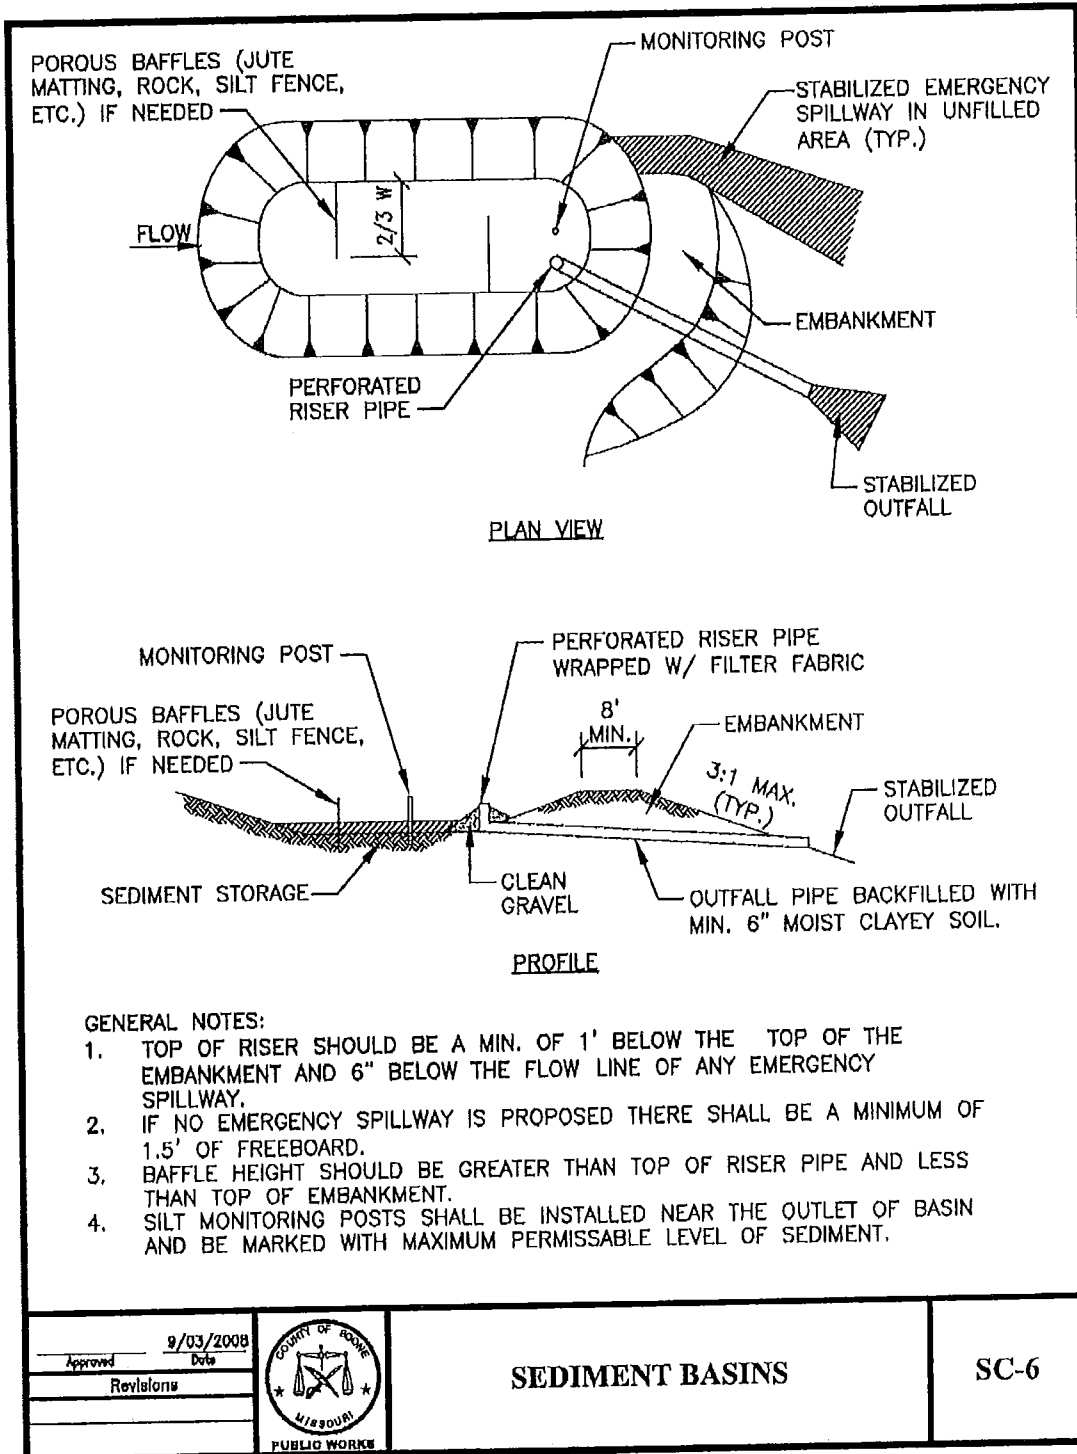 POROUS BAFFLES (JUTE
MATTING, ROCK, SILT FENCE,
ETC.) IF NEEDED
MONITORING POST
STABILIZED EMERGENCY
SPILLWAY IN UNFILLED
AREA (TYP.)
FLOW
2/3 W
EMBANKMENT
PERFORATED
RISER PIPE
STABILIZED
OUTFALL
PLAN VIEW
MONITORING POST
PERFORATED RISER PIPE
WRAPPED W/ FILTER FABRIC
POROUS BAFFLES (JUTE
MATTING, ROCK, SILT FENCE,
ETC.) IF NEEDED
8'
MIN.
EMBANKMENT
3:1 MAX.
(TYP.)
STABILIZED
OUTFALL
SEDIMENT STORAGE
CLEAN
GRAVEL
OUTFALL PIPE BACKFILLED WITH
MIN. 6" MOIST CLAYEY SOIL.
PROFILE
GENERAL NOTES:
1. TOP OF RISER SHOULD BE A MIN. OF 1' BELOW THE TOP OF THE
EMBANKMENT AND 6" BELOW THE FLOW LINE OF ANY EMERGENCY
SPILLWAY.
2. IF NO EMERGENCY SPILLWAY IS PROPOSED THERE SHALL BE A MINIMUM OF
1.5' OF FREEBOARD.
3. BAFFLE HEIGHT SHOULD BE GREATER THAN TOP OF RISER PIPE AND LESS
THAN TOP OF EMBANKMENT.
4. SILT MONITORING POSTS SHALL BE INSTALLED NEAR THE OUTLET OF BASIN
AND BE MARKED WITH MAXIMUM PERMISSABLE LEVEL OF SEDIMENT.
9/03/2008
Approved Date
Revisions
COUNTY OF BOONE
MISSOURI
PUBLIC WORKS
SEDIMENT BASINS
SC-6